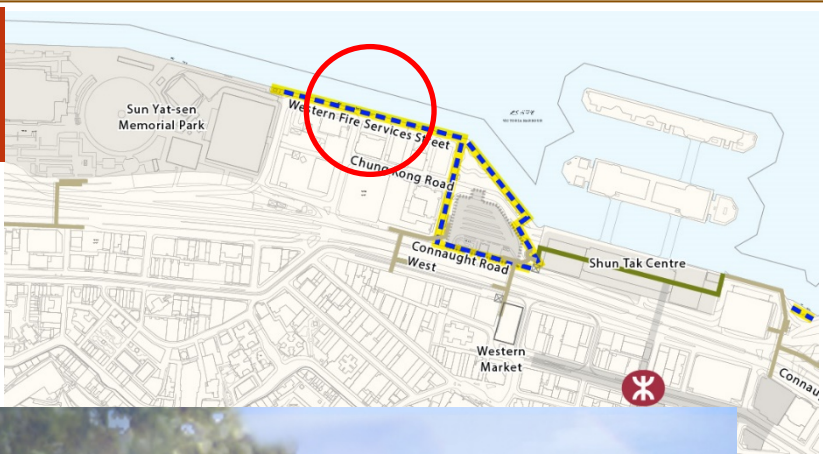 Sun Yat-sen
Memorial Park
Western Fire Services Street
Chung Kong Road
Connaught Road
West
Shun Tak Centre
Western
Market